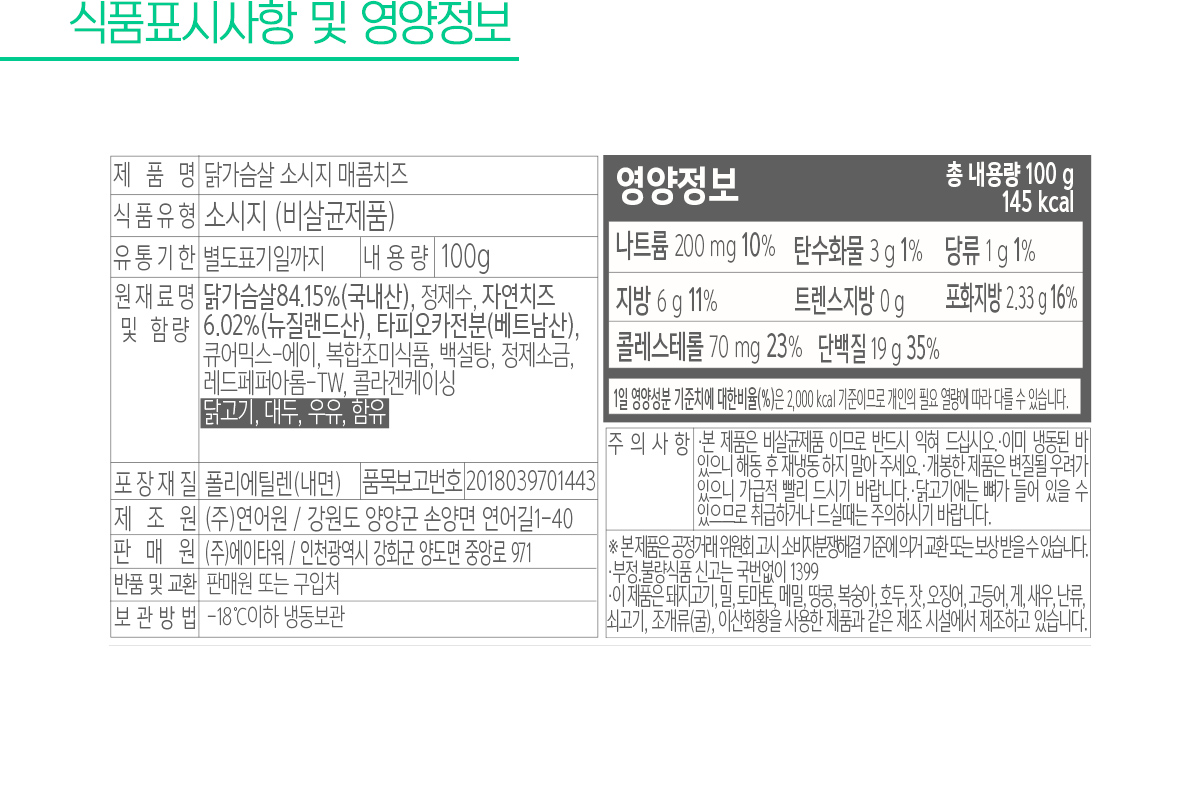 식품표시사항 및 영양정보
제 품 명 닭가슴살 소시지 매콤치즈
식품유형 소시지 (비살균제품)
유통기한 별도표기일까지 내 용 량 100g
원재료명 및 함량
닭가슴살84.15%(국내산), 정제수, 자연치즈
6.02%(뉴질랜드산), 타피오카전분(베트남산),
큐어믹스-에이, 복합조미식품, 백설탕, 정제소금,
레드페퍼아롬-TW, 콜라겐케이싱
닭고기, 대두, 우유, 함유
포장재질 폴리에틸렌(내면) 품목보고번호 2018039701443
제 조 원 (주)연어원 / 강원도 양양군 손양면 연어길1-40
판 매 원 (주)에이타워 / 인천광역시 강화군 양도면 중앙로 971
반품 및 교환 판매원 또는 구입처
보관방법 -18℃이하 냉동보관
영양정보
총 내용량 100 g
145 kcal
나트륨 200 mg 10% 탄수화물 3 g 1% 당류 1 g 1%
지방 6 g 11% 트렌스지방 0 g 포화지방 2.33 g 16%
콜레스테롤 70 mg 23% 단백질 19 g 35%
1일 영양성분 기준치에 대한비율(%)은 2,000 kcal 기준이므로 개인의 필요 열량에 따라 다를 수 있습니다.
주 의 사 항
·본 제품은 비살균제품 이므로 반드시 익혀 드십시오.·이미 냉동된 바
있으니 해동 후 재냉동 하지 말아 주세요.·개봉한 제품은 변질될 우려가
있으니 가급적 빨리 드시기 바랍니다.·닭고기에는 뼈가 들어 있을 수
있으므로 취급하거나 드실때는 주의하시기 바랍니다.
※ 본 제품은 공정거래 위원회 고시 소비자분쟁해결 기준에 의거 교환 또는 보상 받을 수 있습니다.
·부정.불량식품 신고는 국번없이 1399
·이 제품은 돼지고기, 밀, 토마토, 메밀, 땅콩, 복숭아, 호두, 잣, 오징어, 고등어, 게, 새우, 난류,
쇠고기, 조개류(굴), 이산화황을 사용한 제품과 같은 제조 시설에서 제조하고 있습니다.